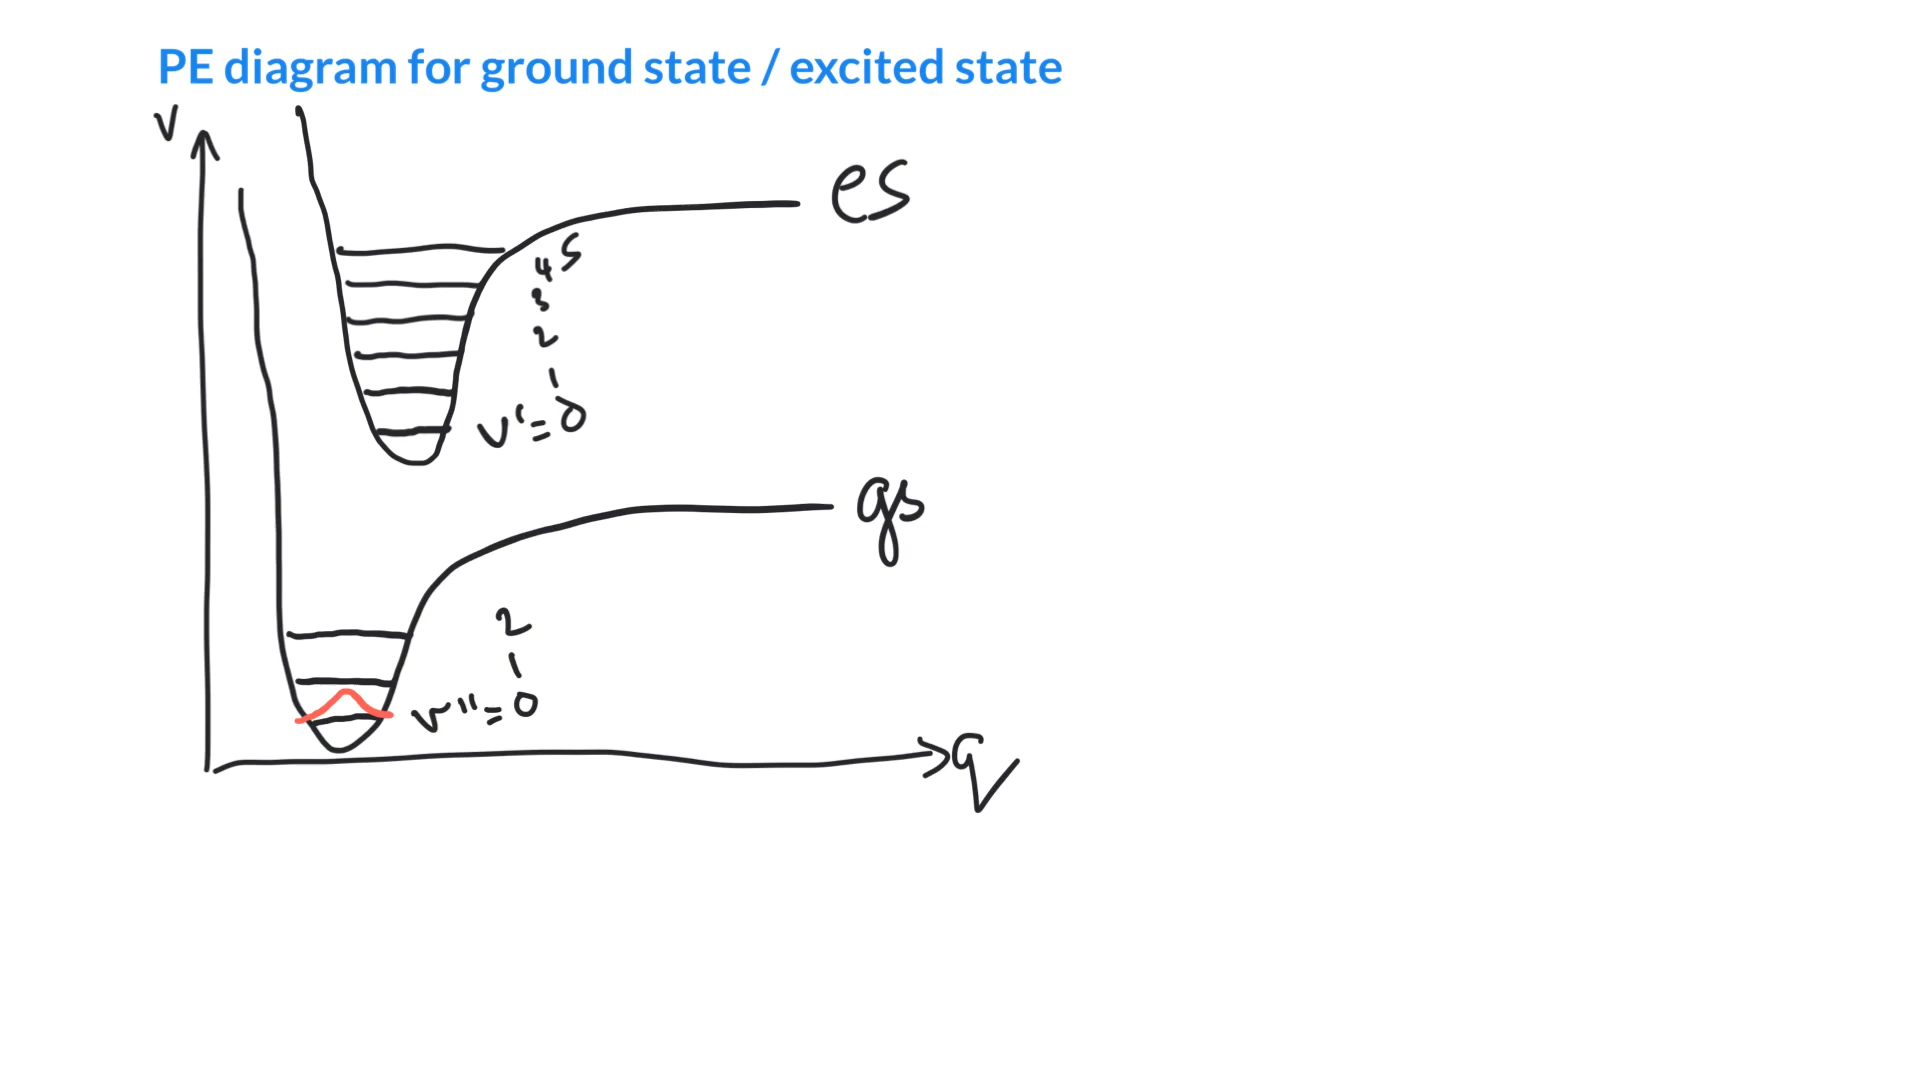 PE diagram for ground state / excited state
V
es
5
4
3
2
1
v'=0
gs
2
1
v''=0
q